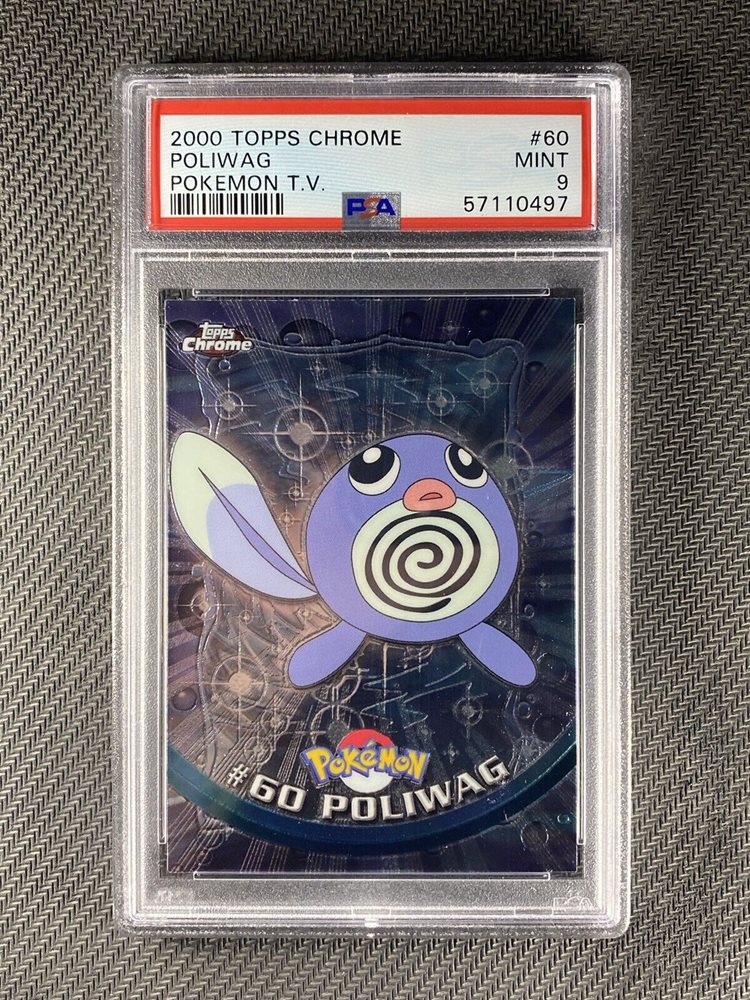 2000 TOPPS CHROME #60
POLIWAG MINT
POKEMON T.V. 9
PSA 57110497
Topps
Chrome
POKéMON
#60 POLIWAG